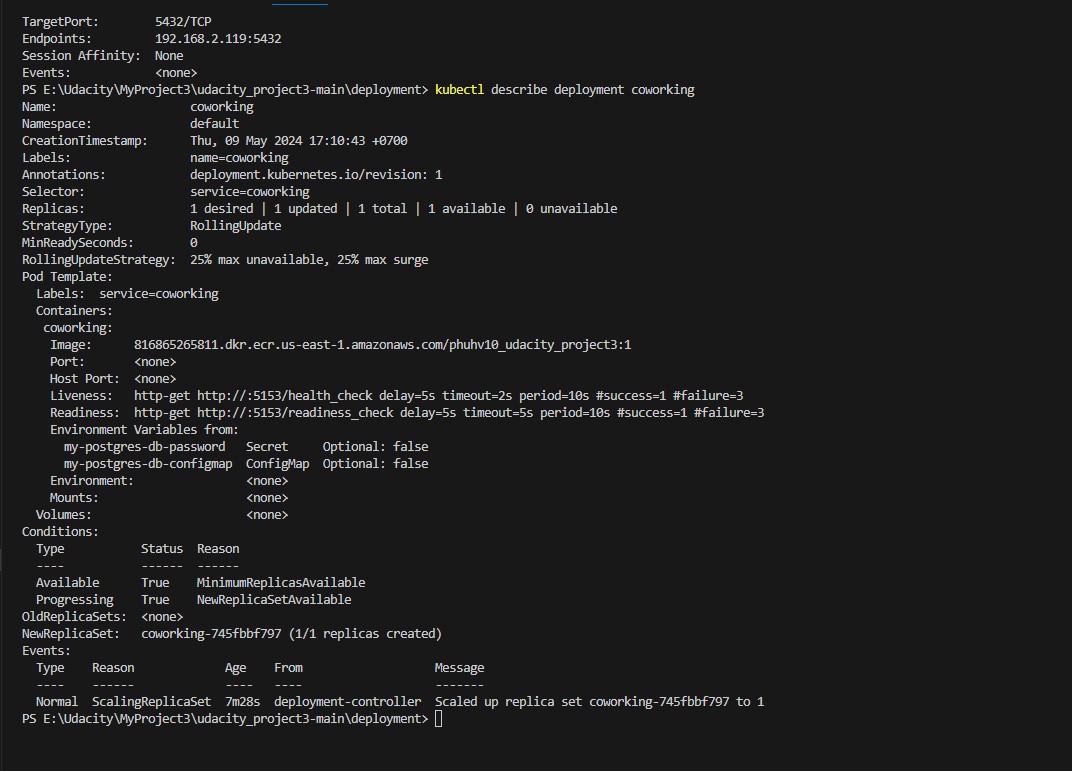 TargetPort:        5432/TCP
Endpoints:         192.168.2.119:5432
Session Affinity:  None
Events:            <none>
PS E:\Udacity\MyProject3\udacity_project3-main\deployment> kubectl describe deployment coworking
Name:                   coworking
Namespace:              default
CreationTimestamp:      Thu, 09 May 2024 17:10:43 +0700
Labels:                 name=coworking
Annotations:            deployment.kubernetes.io/revision: 1
Selector:               service=coworking
Replicas:               1 desired | 1 updated | 1 total | 1 available | 0 unavailable
StrategyType:           RollingUpdate
MinReadySeconds:        0
RollingUpdateStrategy:  25% max unavailable, 25% max surge
Pod Template:
  Labels:  service=coworking
  Containers:
   coworking:
    Image:      816865265811.dkr.ecr.us-east-1.amazonaws.com/phuhv10_udacity_project3:1
    Port:       <none>
    Host Port:  <none>
    Liveness:   http-get http://:5153/health_check delay=5s timeout=2s period=10s #success=1 #failure=3
    Readiness:  http-get http://:5153/readiness_check delay=5s timeout=5s period=10s #success=1 #failure=3
    Environment Variables from:
      my-postgres-db-password   Secret     Optional: false
      my-postgres-db-configmap  ConfigMap  Optional: false
    Environment:                <none>
    Mounts:                     <none>
  Volumes:                      <none>
Conditions:
  Type           Status  Reason
  ----           ------  ------
  Available      True    MinimumReplicasAvailable
  Progressing    True    NewReplicaSetAvailable
OldReplicaSets:  <none>
NewReplicaSet:   coworking-745fbbf797 (1/1 replicas created)
Events:
  Type    Reason             Age    From                   Message
  ----    ------             ----   ----                   -------
  Normal  ScalingReplicaSet  7m28s  deployment-controller  Scaled up replica set coworking-745fbbf797 to 1
PS E:\Udacity\MyProject3\udacity_project3-main\deployment>